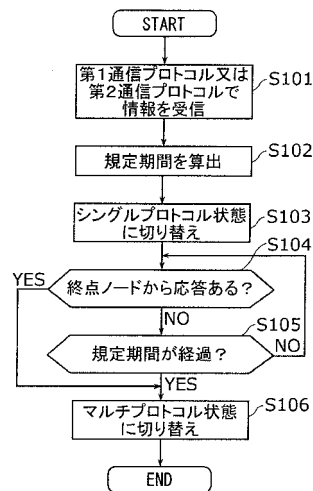 START
第1通信プロトコル又は
第2通信プロトコルで
情報を受信
S101
規定期間を算出
S102
シングルプロトコル状態
に切り替え
S103
S104
YES
終点ノードから応答ある?
NO
S105
規定期間が経過?
NO
YES
マルチプロトコル状態
に切り替え
S106
END